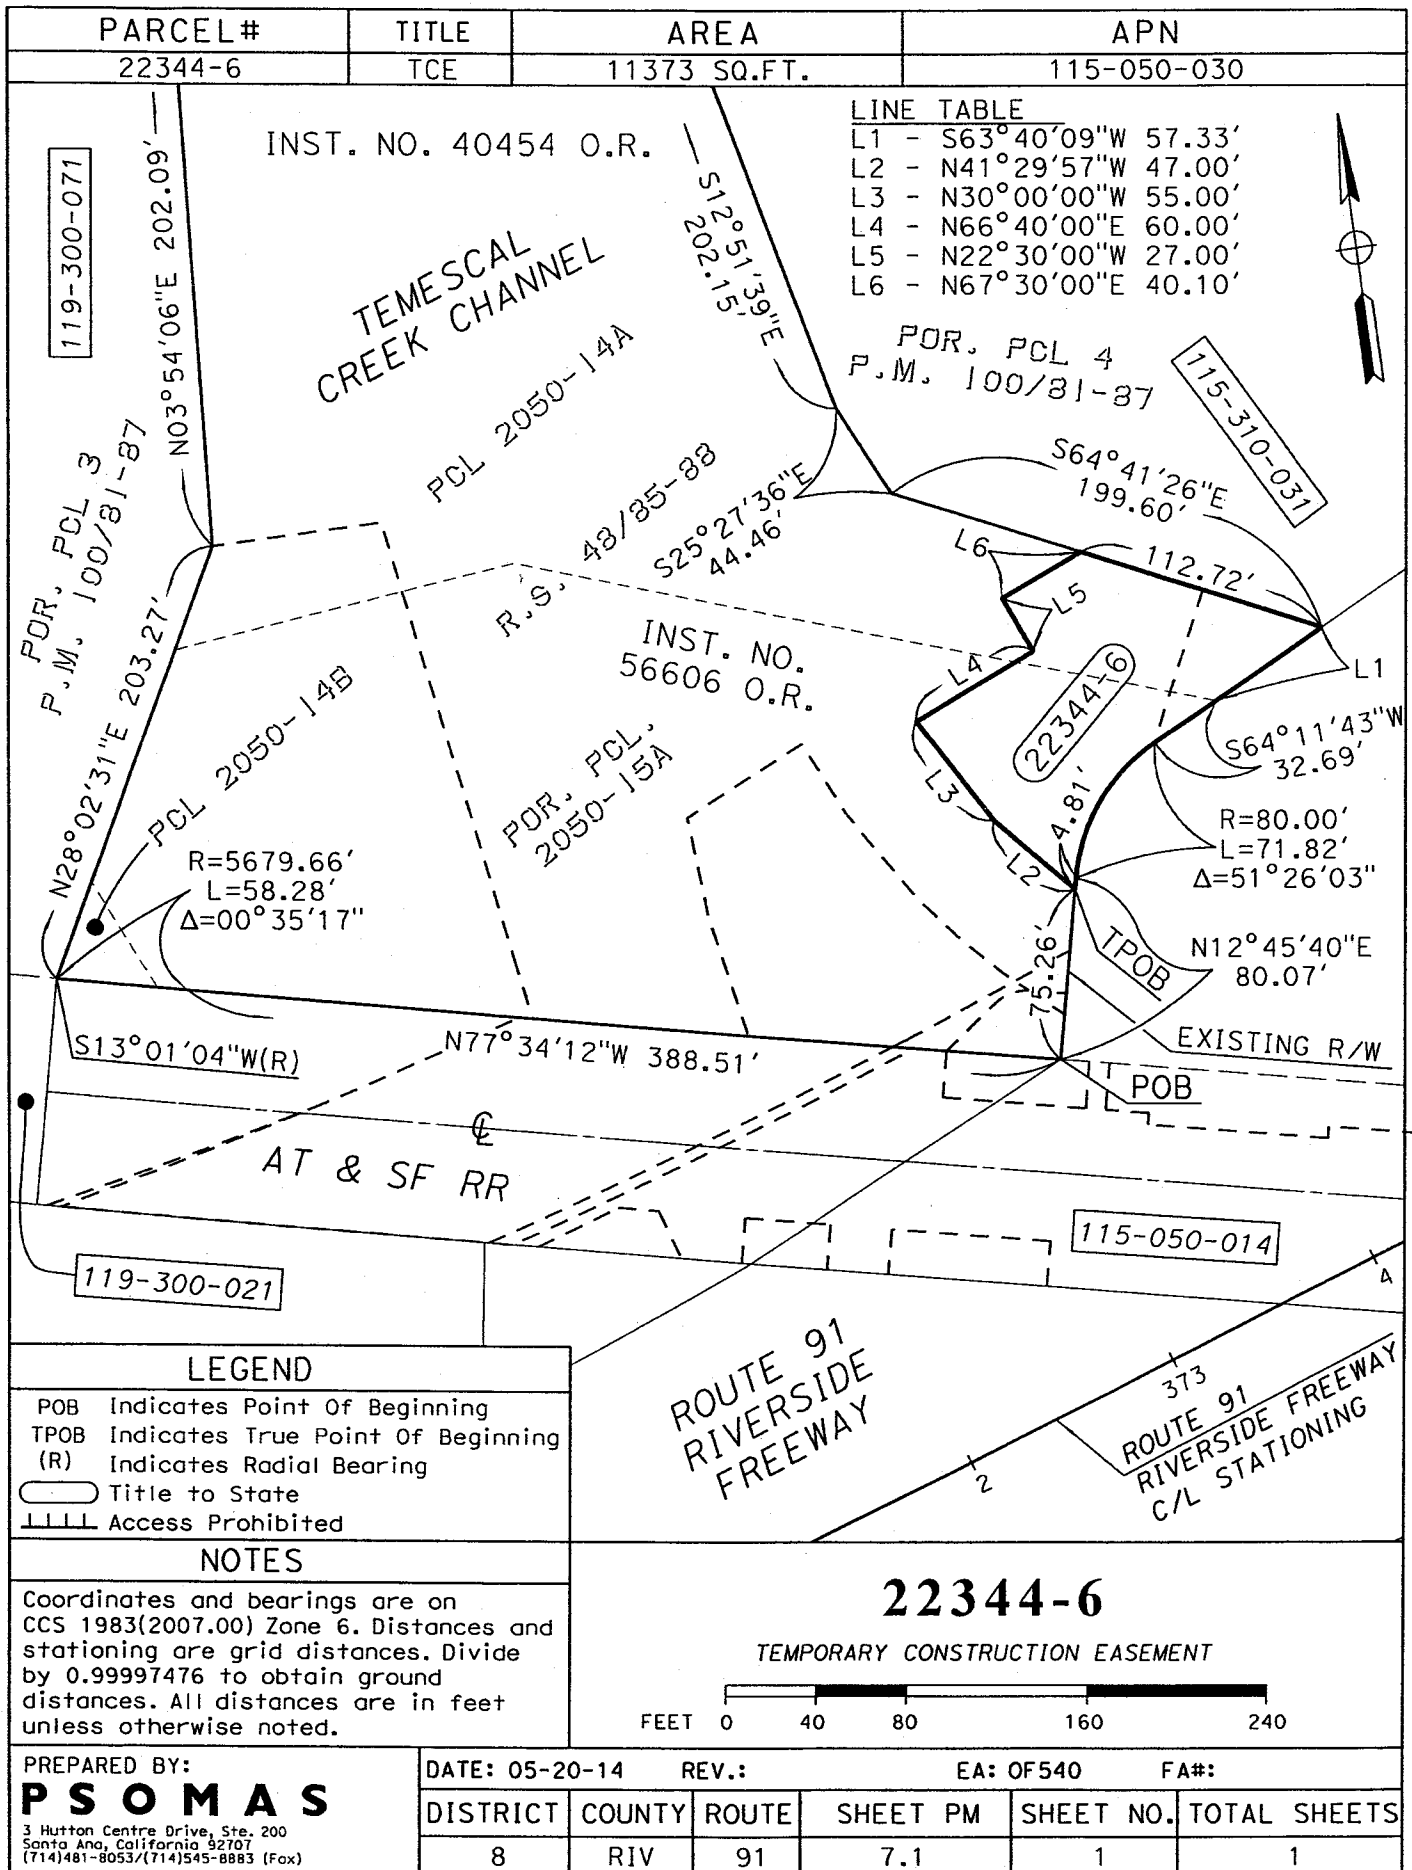 PARCEL# TITLE AREA APN
22344-6 TCE 11373 SQ.FT. 115-050-030
LINE TABLE
L1 - S63°40'09"W 57.33'
L2 - N41°29'57"W 47.00'
L3 - N30°00'00"W 55.00'
L4 - N66°40'00"E 60.00'
L5 - N22°30'00"W 27.00'
L6 - N67°30'00"E 40.10'
INST. NO. 40454 O.R.
119-300-071
N03°54'06"E 202.09'
S12°51'39"E
202.15'
TEMESCAL
CREEK CHANNEL
PCL 2050-14A
POR. PCL 4
P.M. 100/81-87
115-310-031
POR. PCL 3
P.M. 100/81-87
R.S. 48/85-88
S25°27'36"E
44.46'
S64°41'26"E
199.60'
112.72'
L6
L5
L4
L1
INST. NO.
56606 O.R.
22344-6
N28°02'31"E 203.27'
PCL 2050-14B
POR. PCL.
2050-15A
L3
4.81'
S64°11'43"W
32.69'
R=80.00'
L=71.82'
Δ=51°26'03"
L2
R=5679.66'
L=58.28'
Δ=00°35'17"
75.26'
TPOB
N12°45'40"E
80.07'
S13°01'04"W(R)
N77°34'12"W 388.51'
EXISTING R/W
POB
℄
AT & SF RR
115-050-014
119-300-021
4
ROUTE 91
RIVERSIDE
FREEWAY
373
2
ROUTE 91
RIVERSIDE FREEWAY
C/L STATIONING
LEGEND
POB Indicates Point Of Beginning
TPOB Indicates True Point Of Beginning
(R) Indicates Radial Bearing
Title to State
Access Prohibited
NOTES
Coordinates and bearings are on
CCS 1983(2007.00) Zone 6. Distances and
stationing are grid distances. Divide
by 0.99997476 to obtain ground
distances. All distances are in feet
unless otherwise noted.
22344-6
TEMPORARY CONSTRUCTION EASEMENT
FEET 0 40 80 160 240
PREPARED BY:
PSOMAS
3 Hutton Centre Drive, Ste. 200
Santa Ana, California 92707
(714)481-8053/(714)545-8883 (Fax)
DATE: 05-20-14 REV.: EA: 0F540 FA#:
DISTRICT COUNTY ROUTE SHEET PM SHEET NO. TOTAL SHEETS
8 RIV 91 7.1 1 1